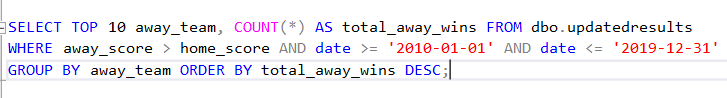 SELECT TOP 10 away_team, COUNT(*) AS total_away_wins FROM dbo.updatedresults
WHERE away_score > home_score AND date >= '2010-01-01' AND date <= '2019-12-31'
GROUP BY away_team ORDER BY total_away_wins DESC;